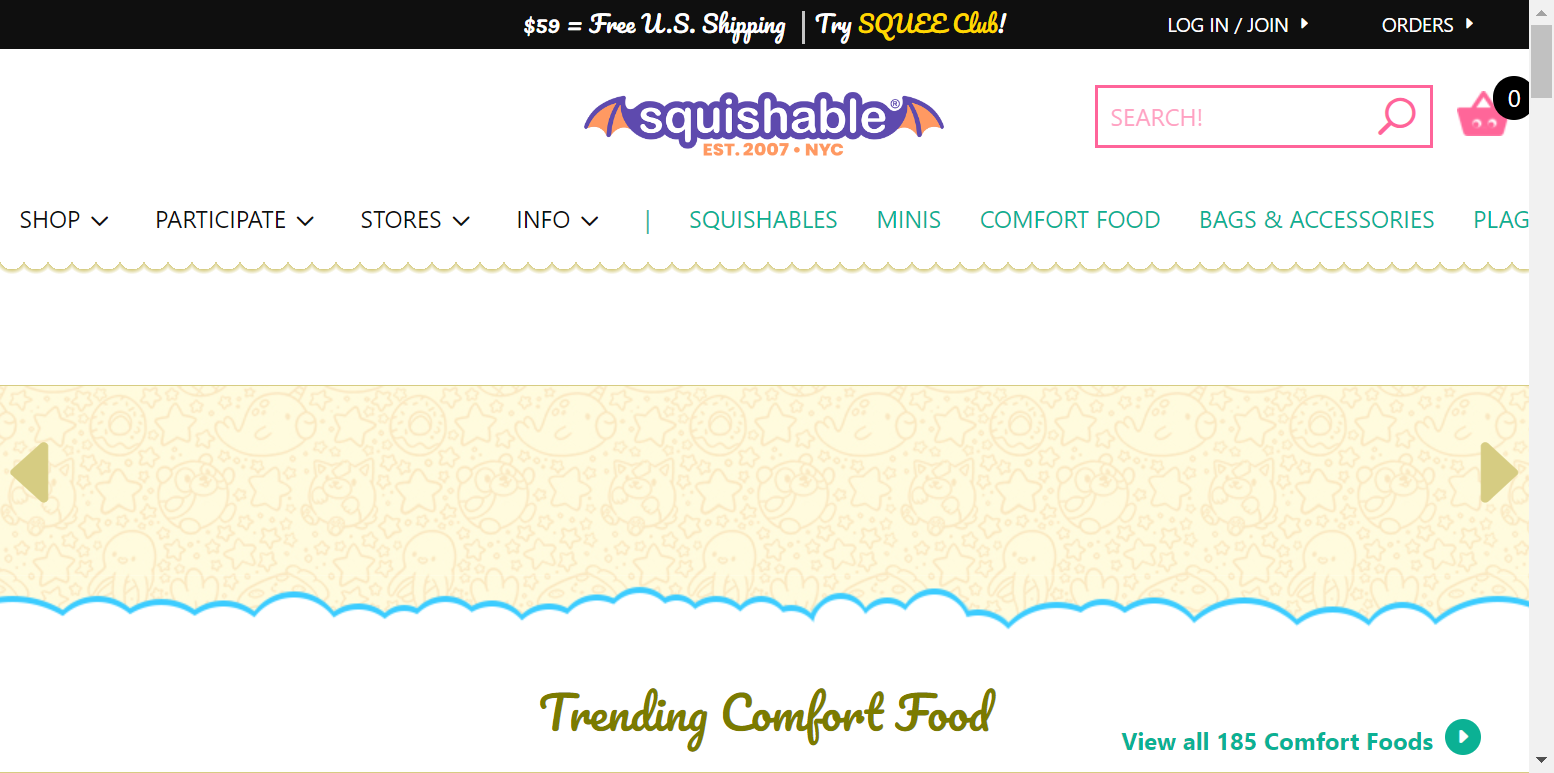 $59 = Free U.S. Shipping | Try SQUEE Club!
LOG IN / JOIN
ORDERS
squishable®
EST. 2007 • NYC
SEARCH!
0
SHOP
PARTICIPATE
STORES
INFO
|
SQUISHABLES
MINIS
COMFORT FOOD
BAGS & ACCESSORIES
PLAG
Trending Comfort Food
View all 185 Comfort Foods